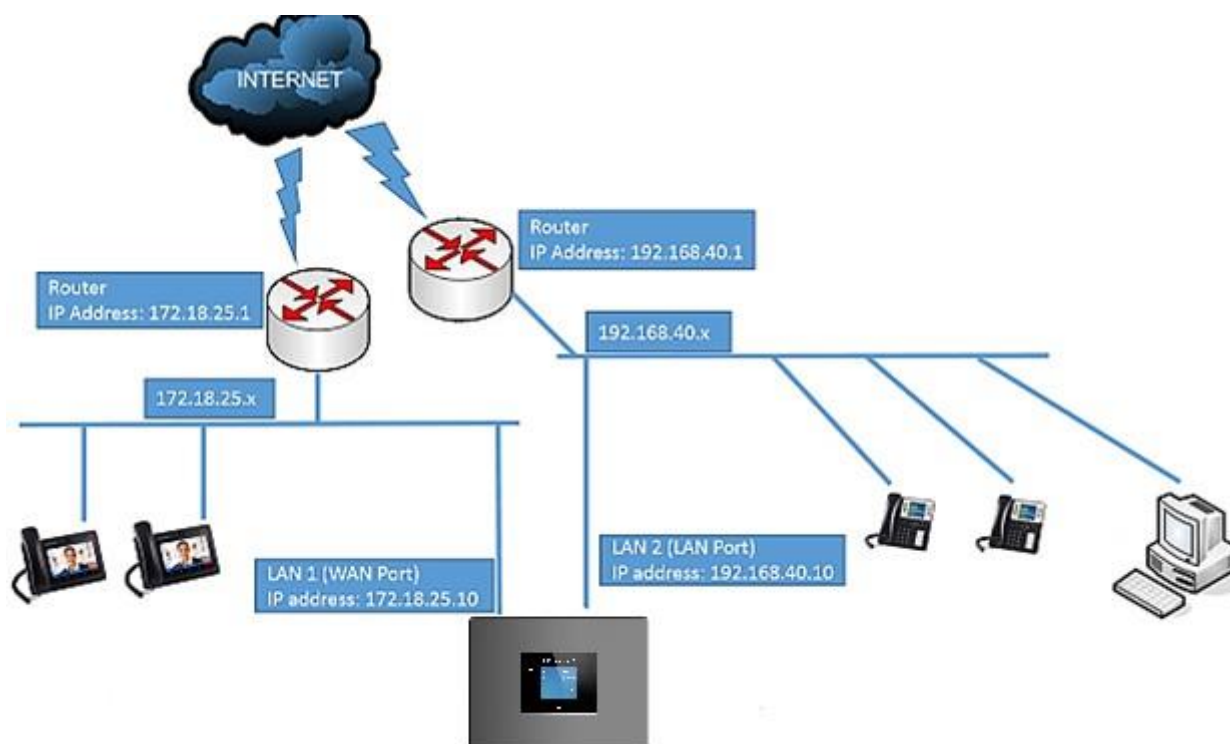 INTERNET
Router
IP Address: 192.168.40.1
Router
IP Address: 172.18.25.1
192.168.40.x
172.18.25.x
LAN 1 (WAN Port)
IP address: 172.18.25.10
LAN 2 (LAN Port)
IP address: 192.168.40.10